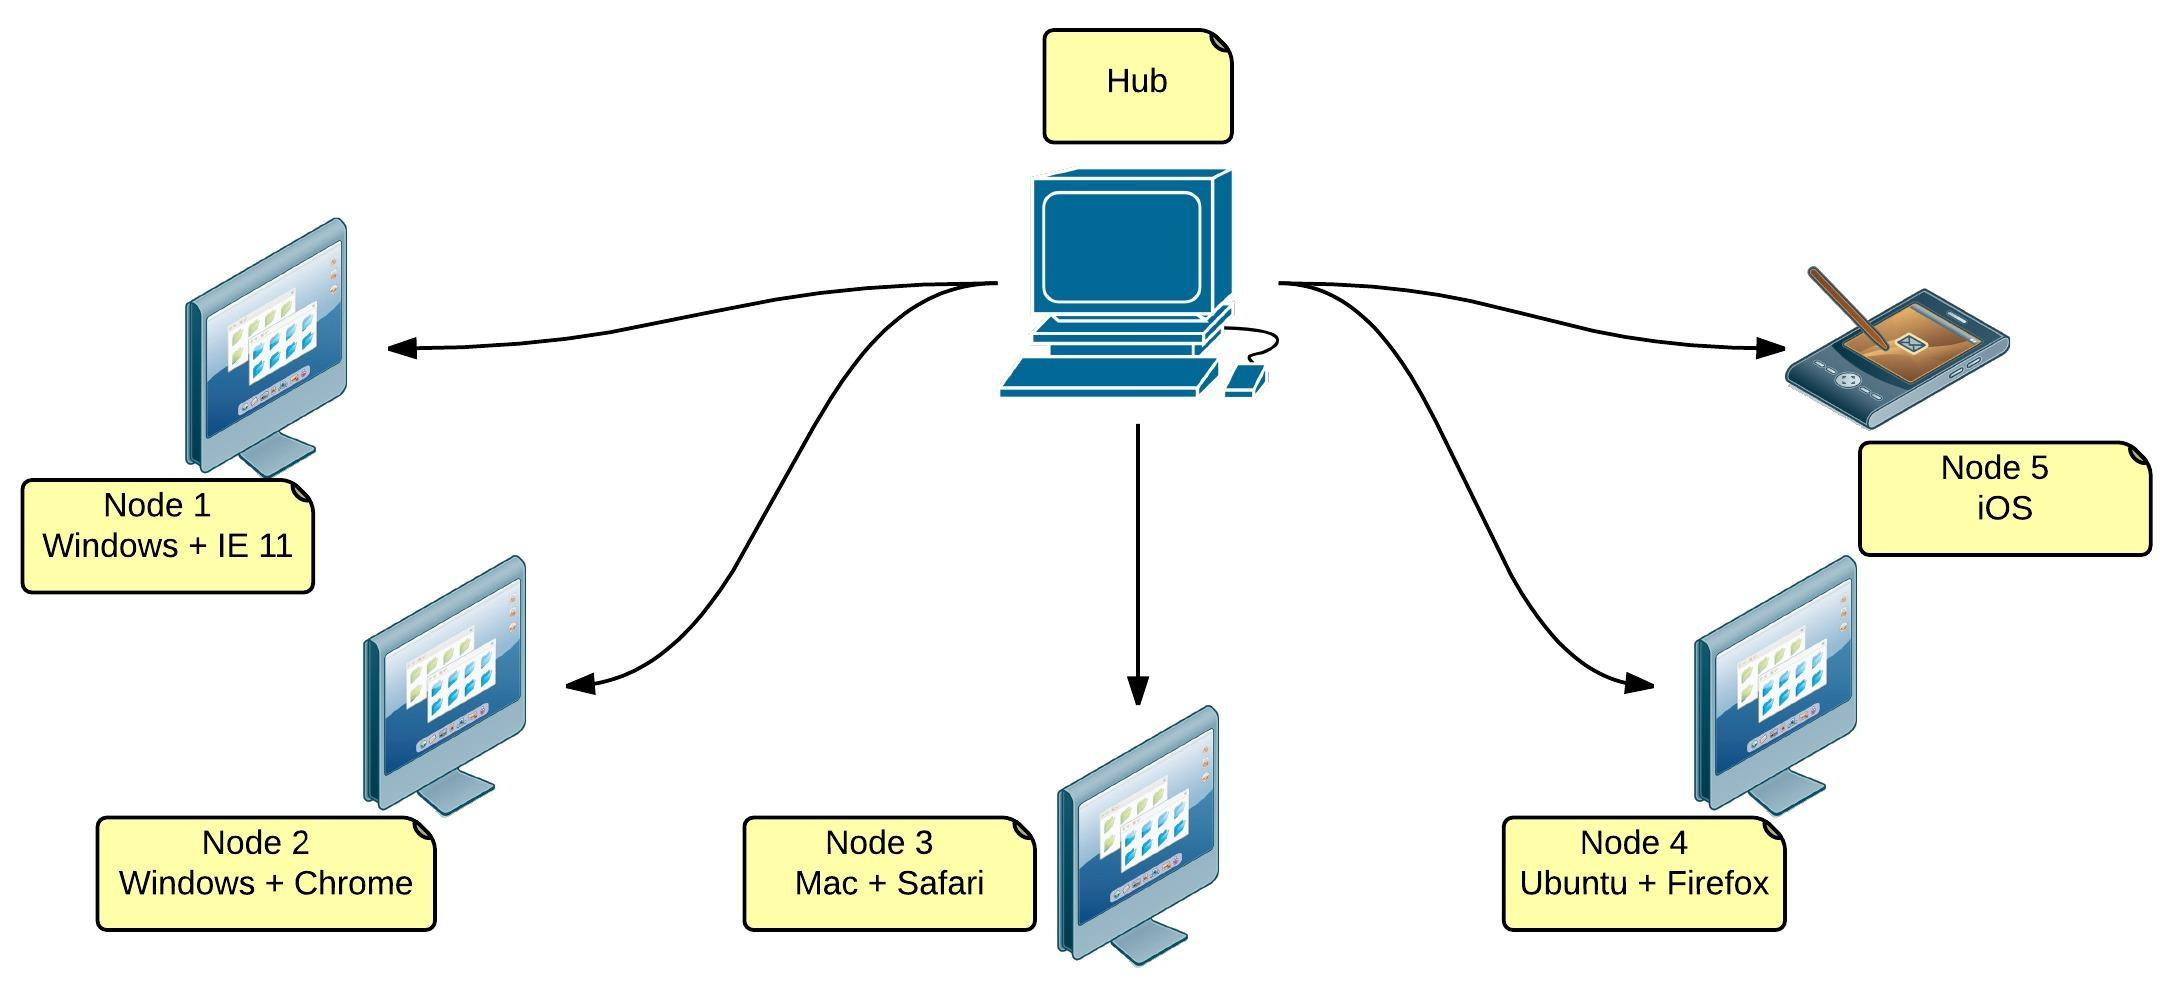 Hub
Node 1
Windows + IE 11
Node 2
Windows + Chrome
Node 3
Mac + Safari
Node 4
Ubuntu + Firefox
Node 5
iOS